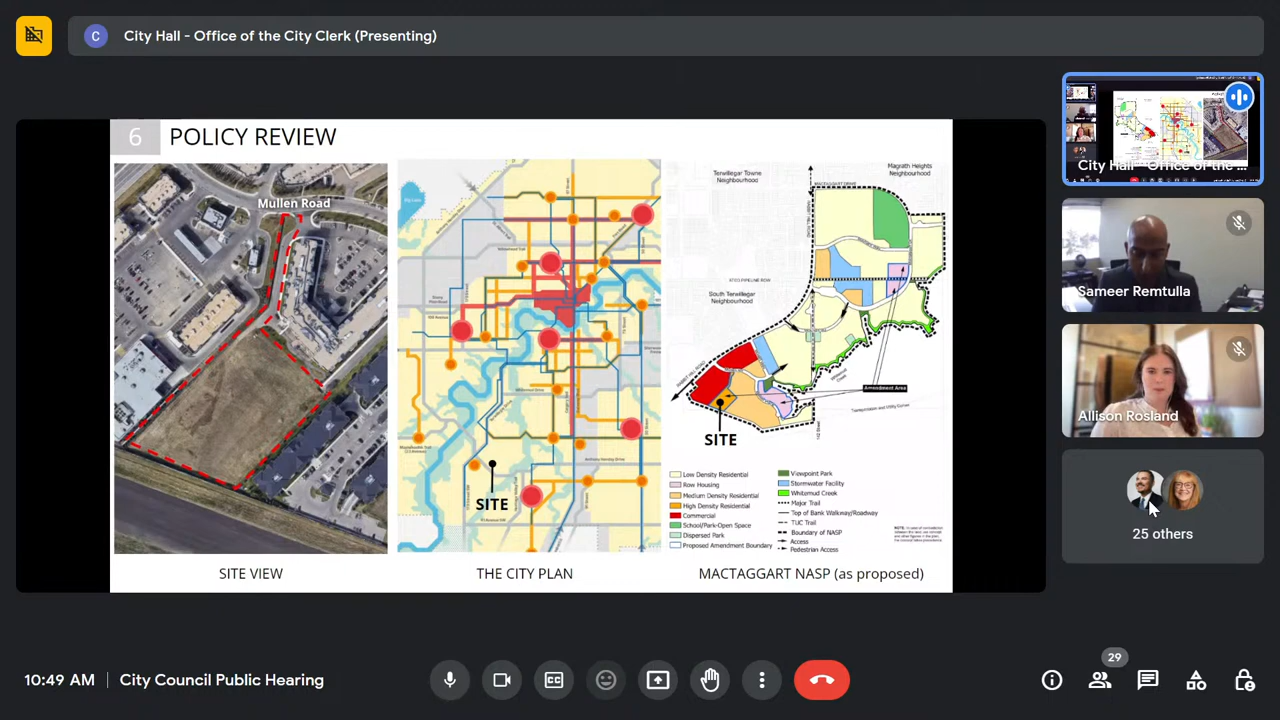 C
City Hall - Office of the City Clerk (Presenting)
6 POLICY REVIEW
Mullen Road
SITE
Terwillegar Towne
Neighbourhood
Magrath Heights
Neighbourhood
MACTAGGART DRIVE
South Terwillegar
Neighbourhood
Amendment Area
SITE
Low Density Residential
Row Housing
Medium Density Residential
High Density Residential
Commercial
School/Park-Open Space
Dispersed Park
Proposed Amendment Boundary
Viewpoint Park
Stormwater Facility
Whitemud Creek
Major Trail
Top of Bank Walkway/Roadway
TUC Trail
Boundary of NASP
Access
Pedestrian Access
SITE VIEW
THE CITY PLAN
MACTAGGART NASP (as proposed)
City Hall - Office of the ...
Sameer Remtulla
Allison Rosland
25 others
10:49 AM
City Council Public Hearing
29